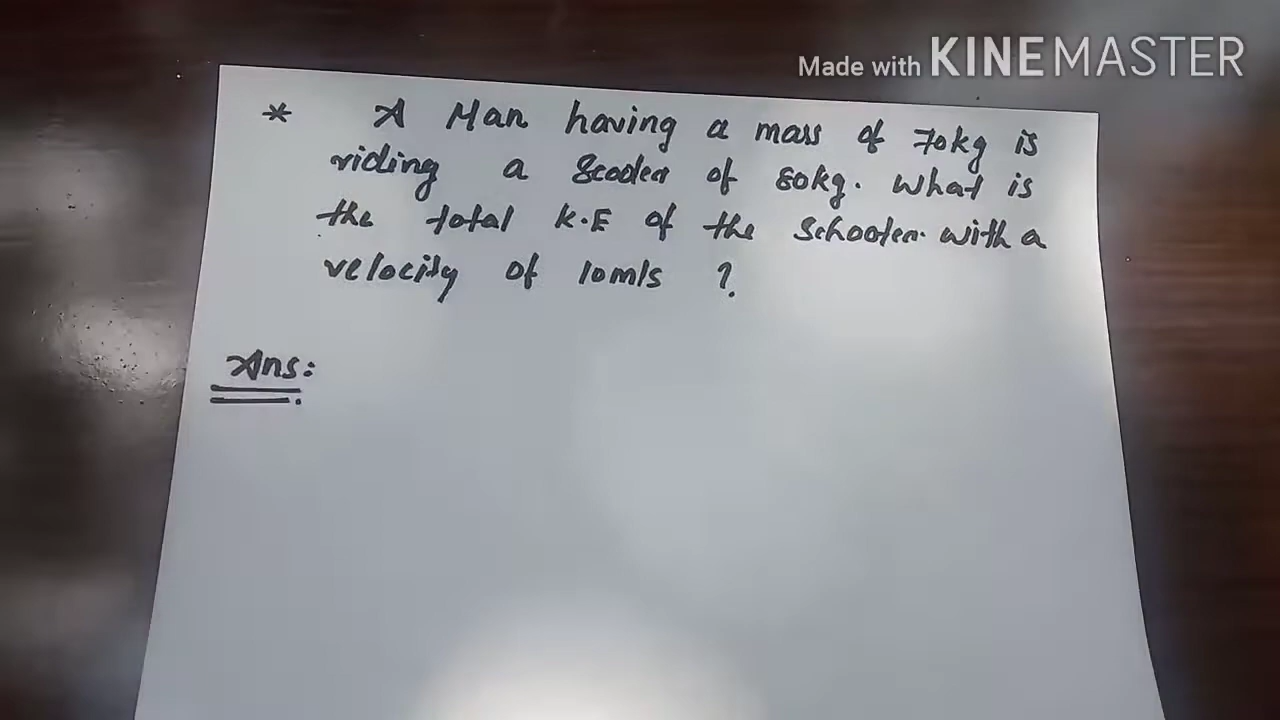 Made with KINEMASTER
* A Man having a mass of 70kg is
riding a Scooter of 80kg. What is
the total K.E of the Schooter. with a
velocity of 10m/s ?
Ans: